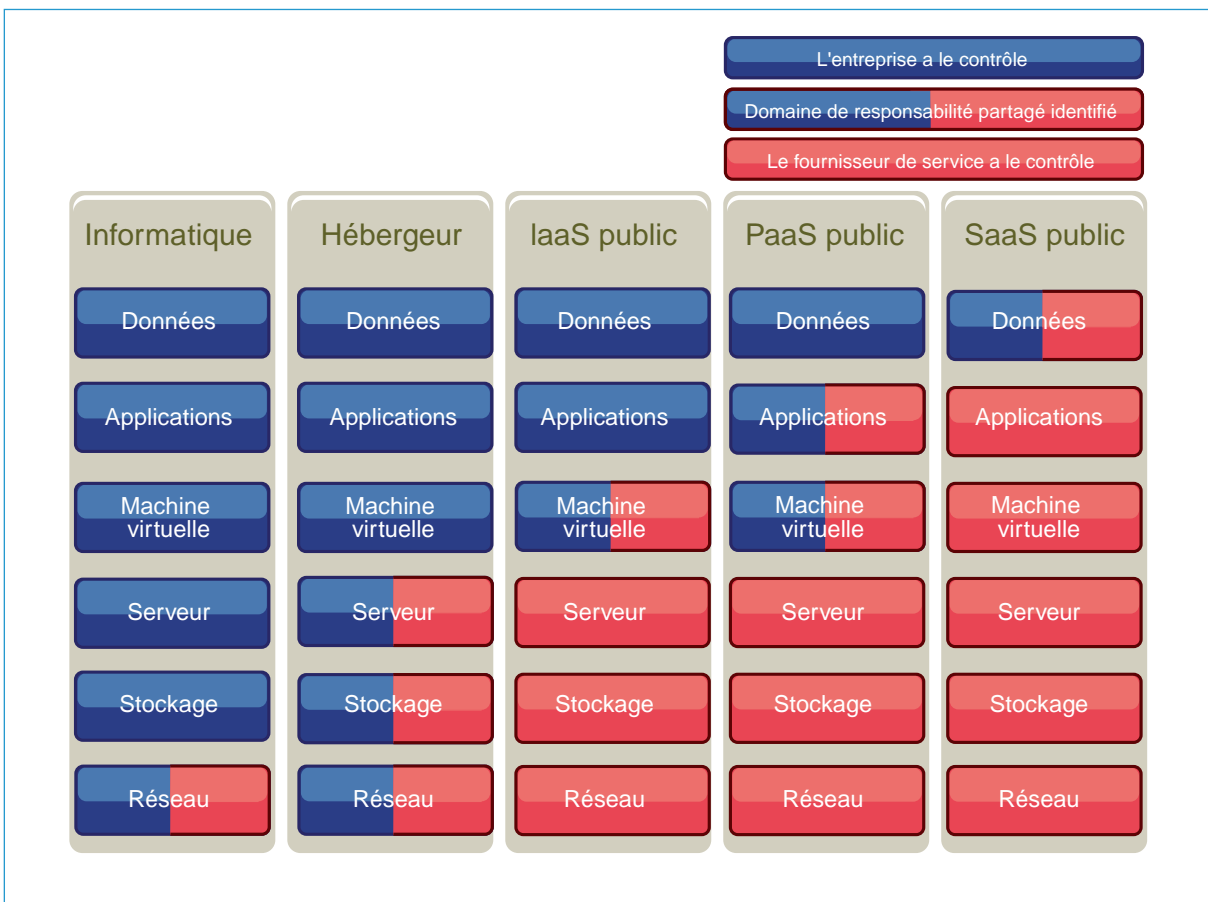 L'entreprise a le contrôle
Domaine de responsabilité partagé identifié
Le fournisseur de service a le contrôle
Informatique
Hébergeur
IaaS public
PaaS public
SaaS public
Données
Données
Données
Données
Données
Applications
Applications
Applications
Applications
Applications
Machine
virtuelle
Machine
virtuelle
Machine
virtuelle
Machine
virtuelle
Machine
virtuelle
Serveur
Serveur
Serveur
Serveur
Serveur
Stockage
Stockage
Stockage
Stockage
Stockage
Réseau
Réseau
Réseau
Réseau
Réseau